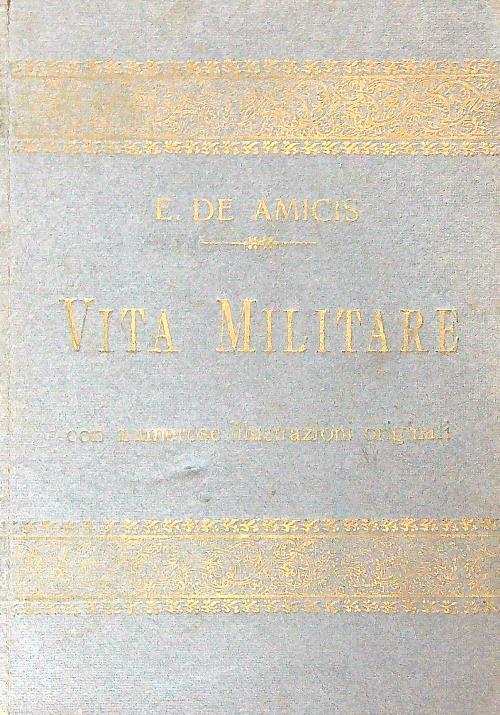 E. DE AMICIS
VITA MILITARE
con numerose illustrazioni originali